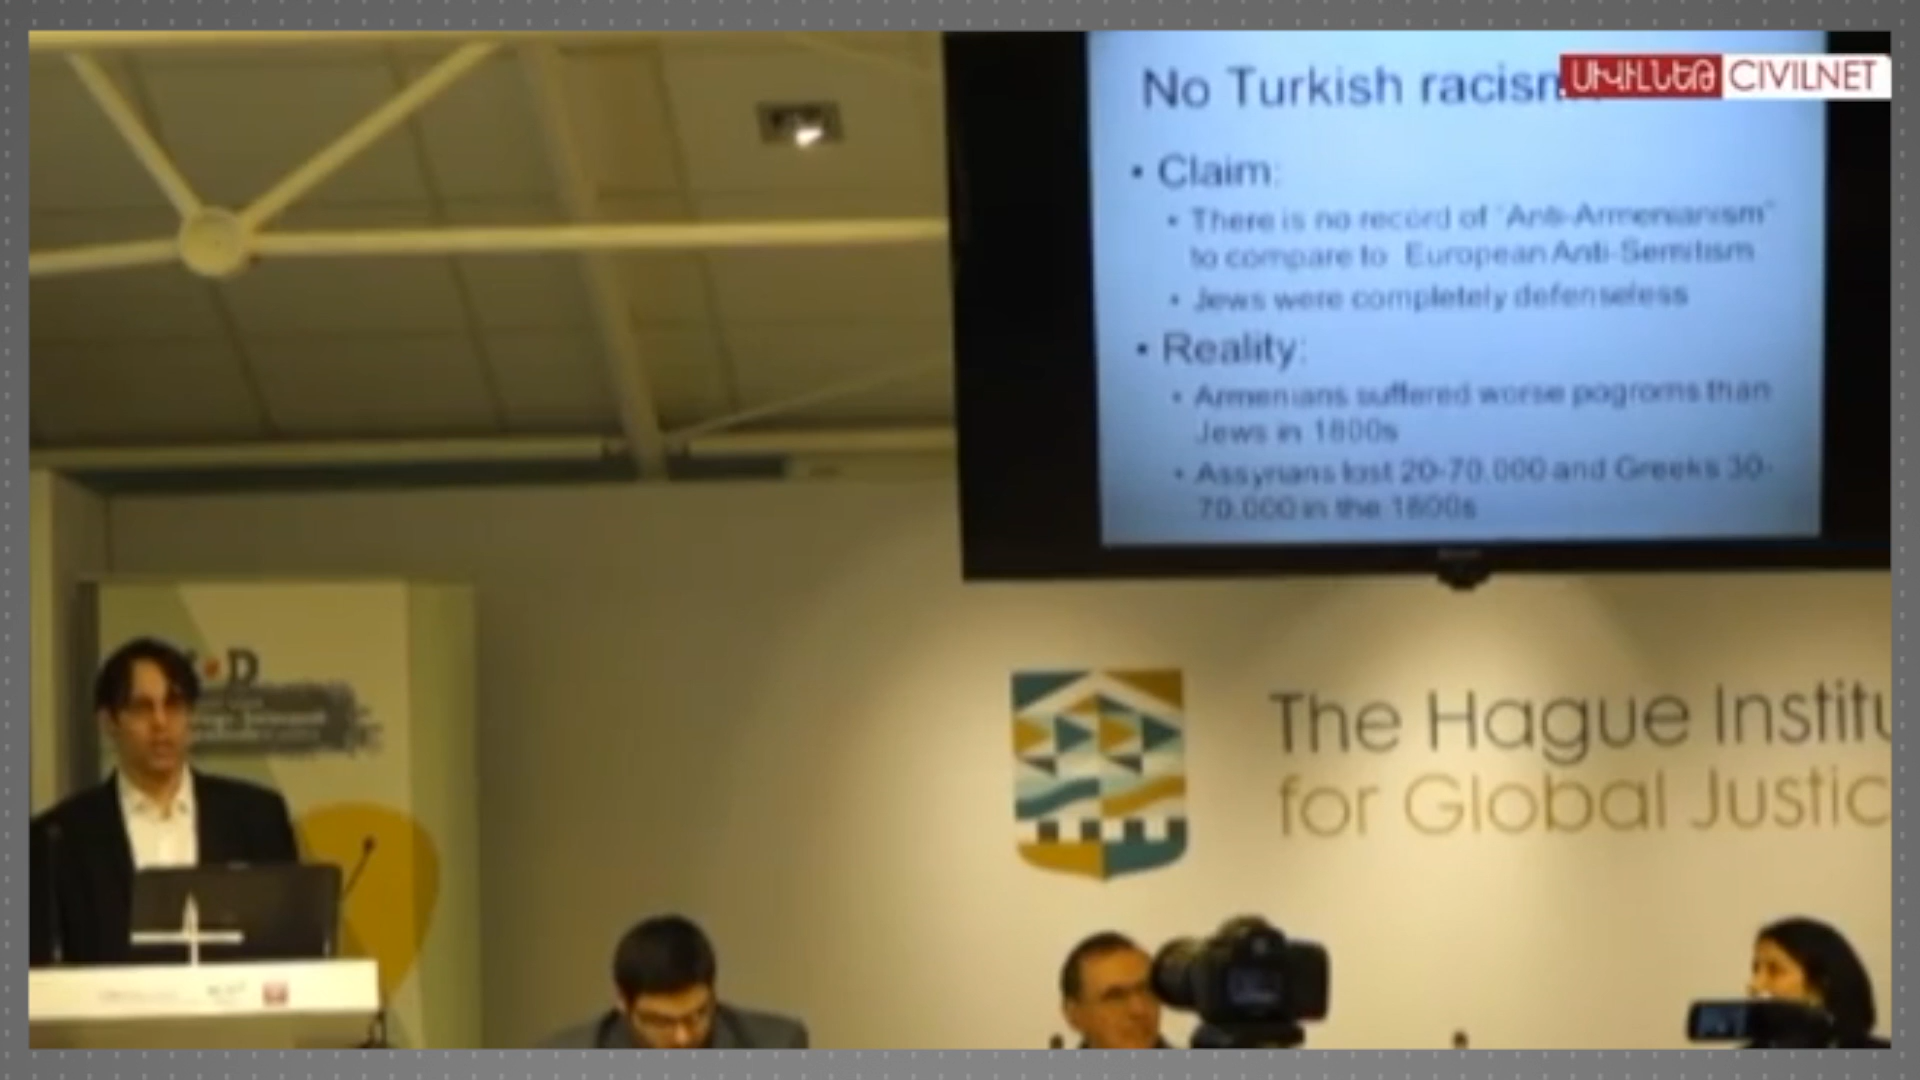 No Turkish racism
ՍԻՎԻԼՆԵԹ CIVILNET
• Claim:
• There is no record of "Anti-Armenianism"
to compare to European Anti-Semitism
• Jews were completely defenseless
• Reality:
• Armenians suffered worse pogroms than
Jews in 1800s
• Assyrians lost 20-70.000 and Greeks 30-
70.000 in the 1800s
D
The Hague Institu
for Global Justic